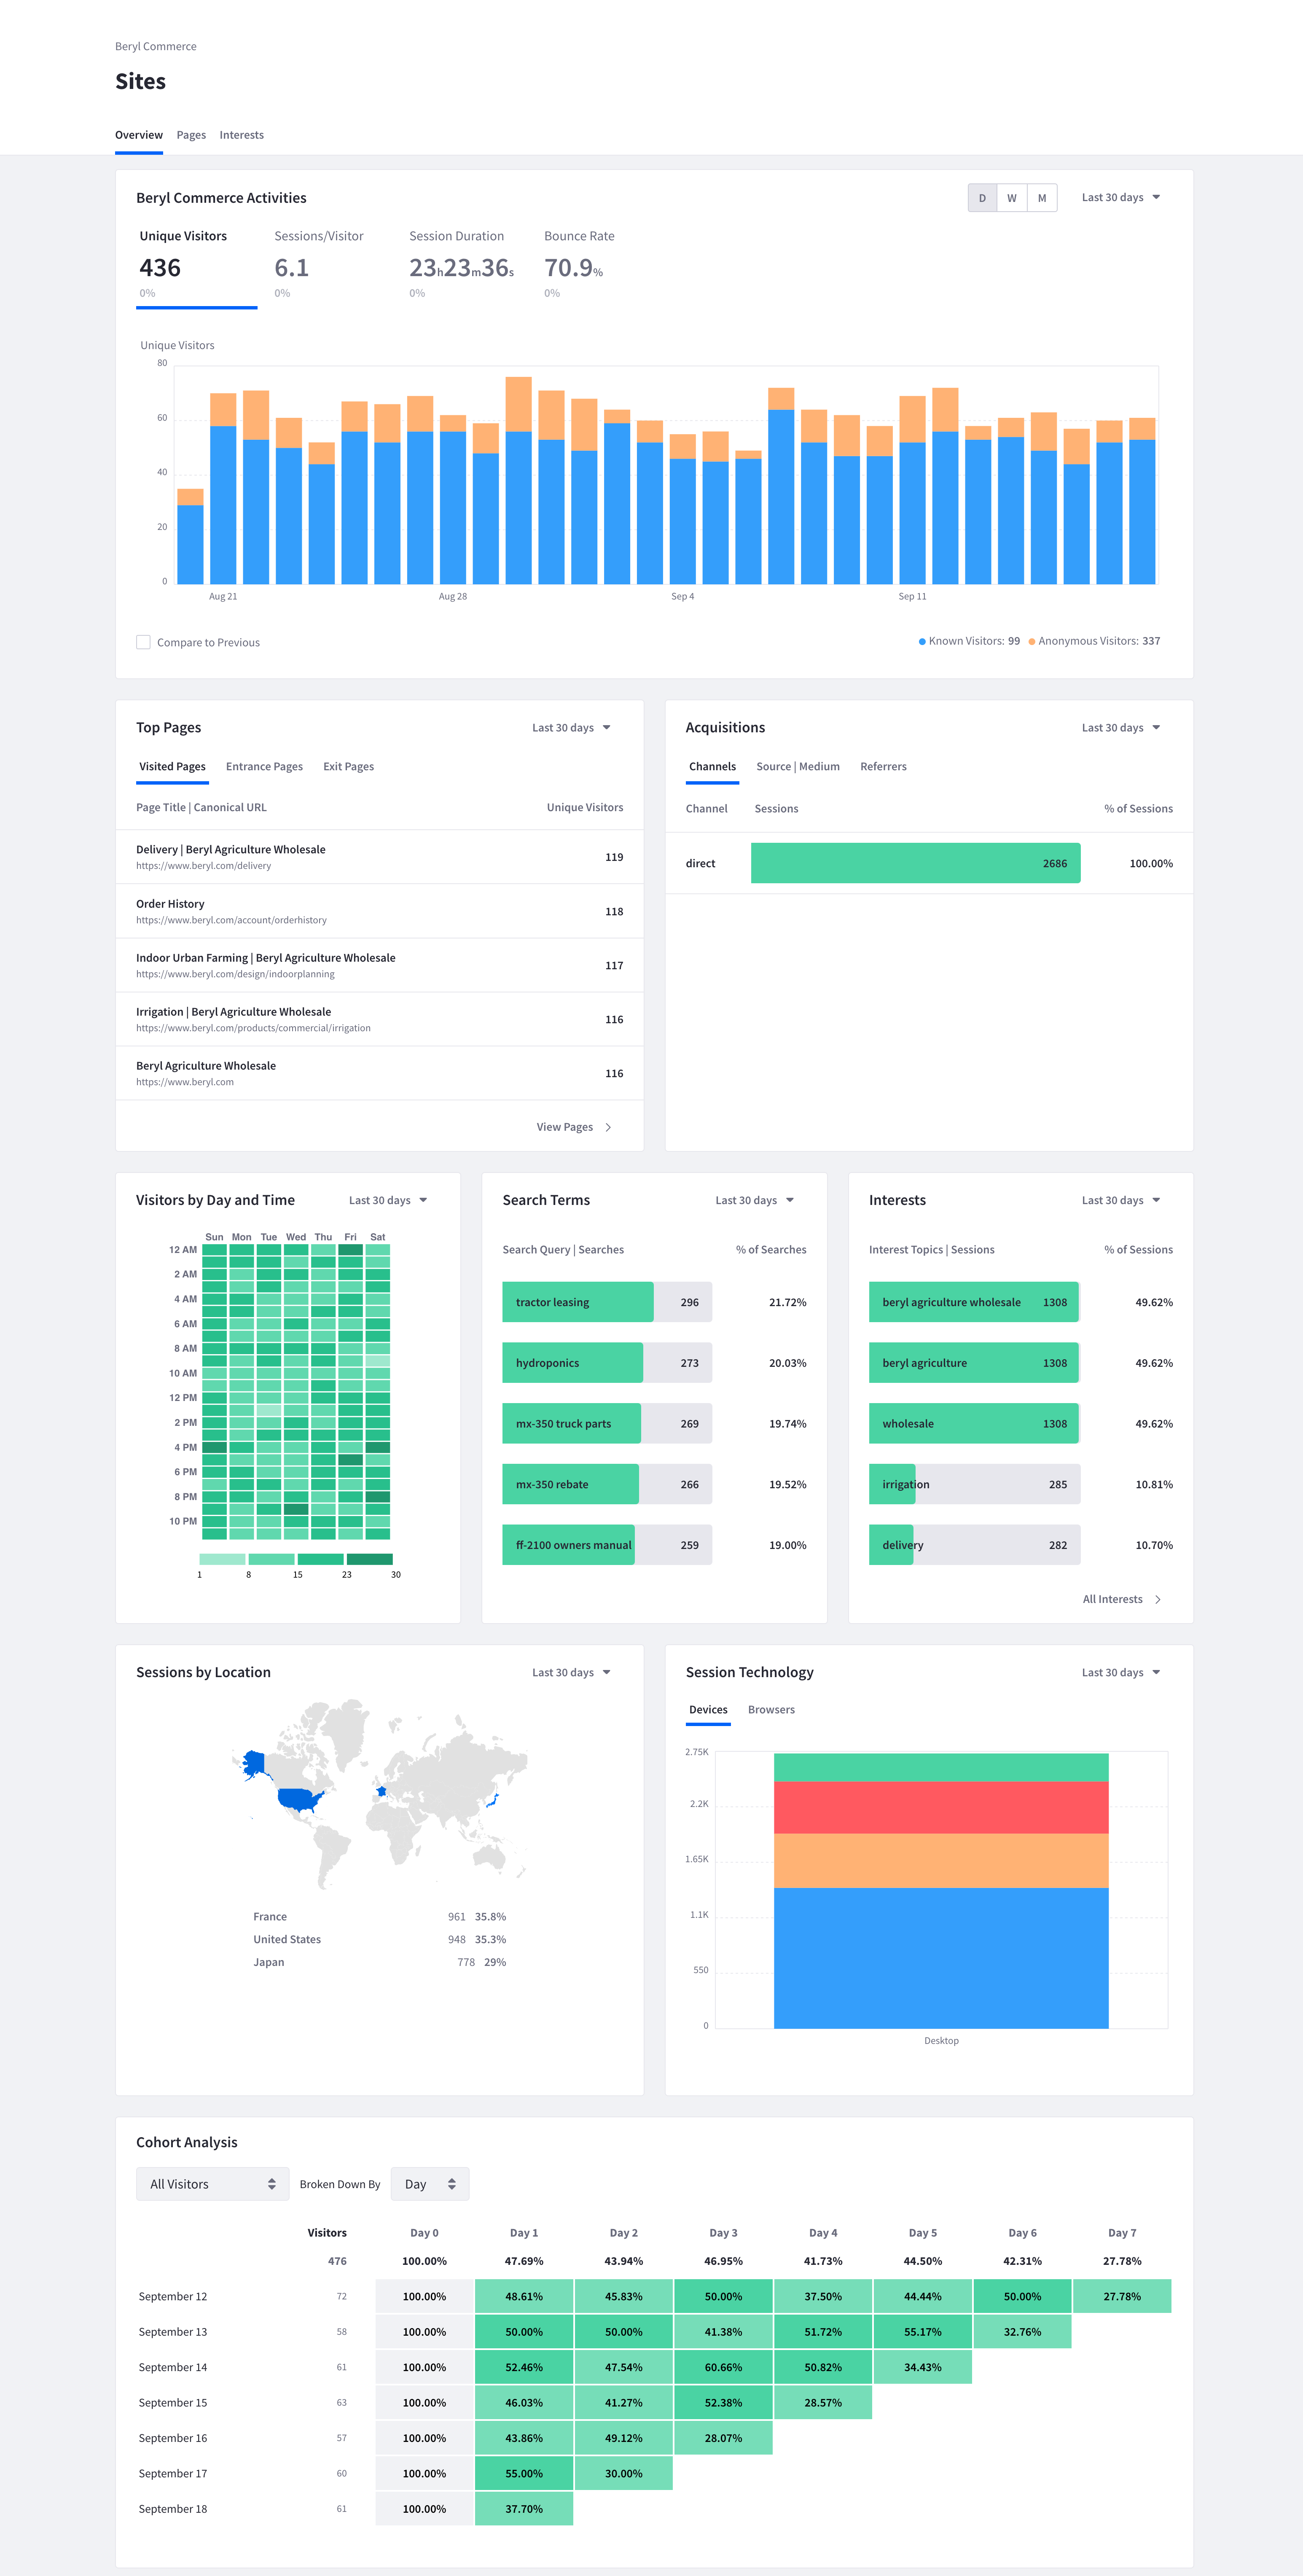 Beryl Commerce
Sites
Overview Pages Interests
Beryl Commerce Activities D W M Last 30 days
Unique Visitors Sessions/Visitor Session Duration Bounce Rate
436 6.1 23h23m36s 70.9%
0% 0% 0% 0%
Unique Visitors
80
60
40
20
0
Aug 21 Aug 28 Sep 4 Sep 11
Compare to Previous Known Visitors: 99 Anonymous Visitors: 337
Top Pages Last 30 days
Visited Pages Entrance Pages Exit Pages
Page Title | Canonical URL Unique Visitors
Delivery | Beryl Agriculture Wholesale
https://www.beryl.com/delivery
119
Order History
https://www.beryl.com/account/orderhistory
118
Indoor Urban Farming | Beryl Agriculture Wholesale
https://www.beryl.com/design/indoorplanning
117
Irrigation | Beryl Agriculture Wholesale
https://www.beryl.com/products/commercial/irrigation
116
Beryl Agriculture Wholesale
https://www.beryl.com
116
View Pages
Acquisitions Last 30 days
Channels Source | Medium Referrers
Channel Sessions % of Sessions
direct 2686 100.00%
Visitors by Day and Time Last 30 days
Sun Mon Tue Wed Thu Fri Sat
12 AM
2 AM
4 AM
6 AM
8 AM
10 AM
12 PM
2 PM
4 PM
6 PM
8 PM
10 PM
1 8 15 23 30
Search Terms Last 30 days
Search Query | Searches % of Searches
tractor leasing 296 21.72%
hydroponics 273 20.03%
mx-350 truck parts 269 19.74%
mx-350 rebate 266 19.52%
ff-2100 owners manual 259 19.00%
Interests Last 30 days
Interest Topics | Sessions % of Sessions
beryl agriculture wholesale 1308 49.62%
beryl agriculture 1308 49.62%
wholesale 1308 49.62%
irrigation 285 10.81%
delivery 282 10.70%
All Interests
Sessions by Location Last 30 days
France 961 35.8%
United States 948 35.3%
Japan 778 29%
Session Technology Last 30 days
Devices Browsers
2.75K
2.2K
1.65K
1.1K
550
0
Desktop
Cohort Analysis
All Visitors Broken Down By Day
Visitors Day 0 Day 1 Day 2 Day 3 Day 4 Day 5 Day 6 Day 7
476 100.00% 47.69% 43.94% 46.95% 41.73% 44.50% 42.31% 27.78%
September 12 72 100.00% 48.61% 45.83% 50.00% 37.50% 44.44% 50.00% 27.78%
September 13 58 100.00% 50.00% 50.00% 41.38% 51.72% 55.17% 32.76%
September 14 61 100.00% 52.46% 47.54% 60.66% 50.82% 34.43%
September 15 63 100.00% 46.03% 41.27% 52.38% 28.57%
September 16 57 100.00% 43.86% 49.12% 28.07%
September 17 60 100.00% 55.00% 30.00%
September 18 61 100.00% 37.70%